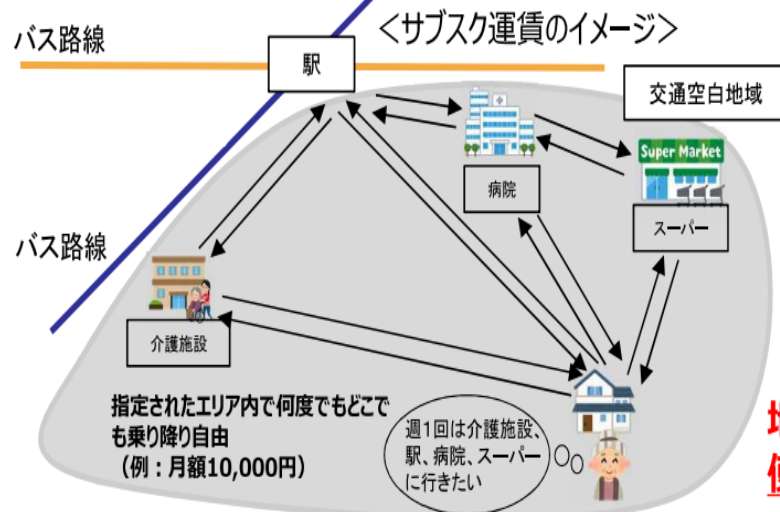 <サブスク運賃のイメージ>
バス路線
駅
交通空白地域
Super Market
病院
スーパー
バス路線
介護施設
指定されたエリア内で何度でもどこで
も乗り降り自由
(例:月額10,000円)
週1回は介護施設、
駅、病院、スーパー
に行きたい